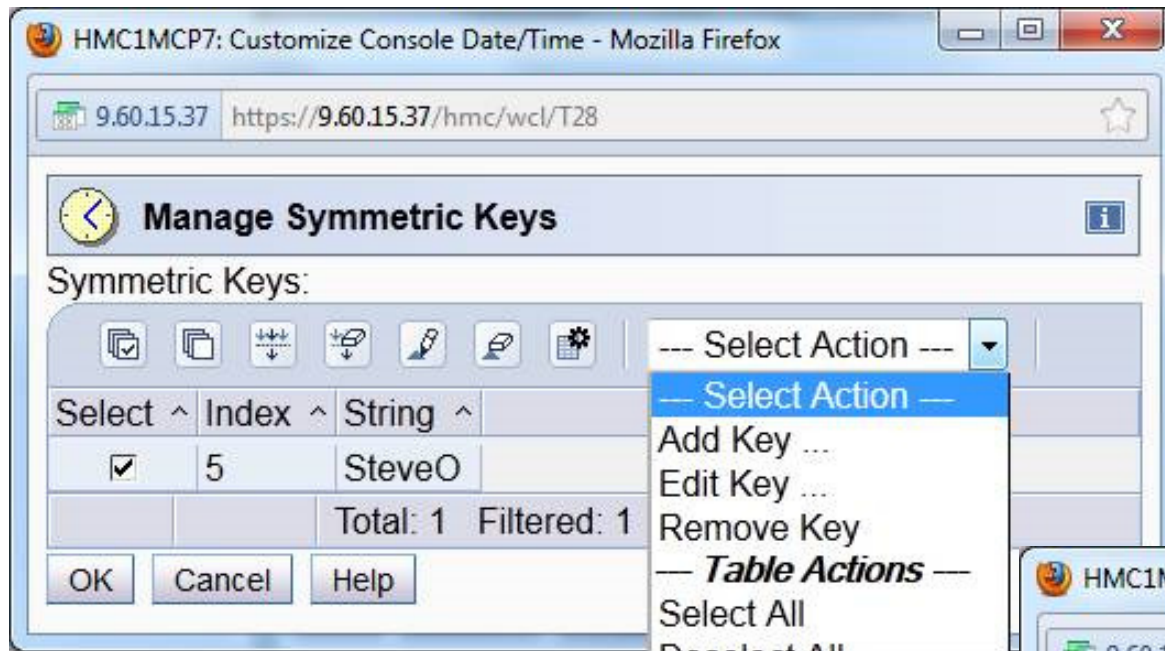 HMC1MCP7: Customize Console Date/Time - Mozilla Firefox
9.60.15.37 https://9.60.15.37/hmc/wcl/T28
Manage Symmetric Keys
Symmetric Keys:
--- Select Action ---
Select ^ Index ^ String ^
5 SteveO
Total: 1 Filtered: 1
OK Cancel Help
--- Select Action ---
Add Key ...
Edit Key ...
Remove Key
--- Table Actions ---
Select All
Deselect All